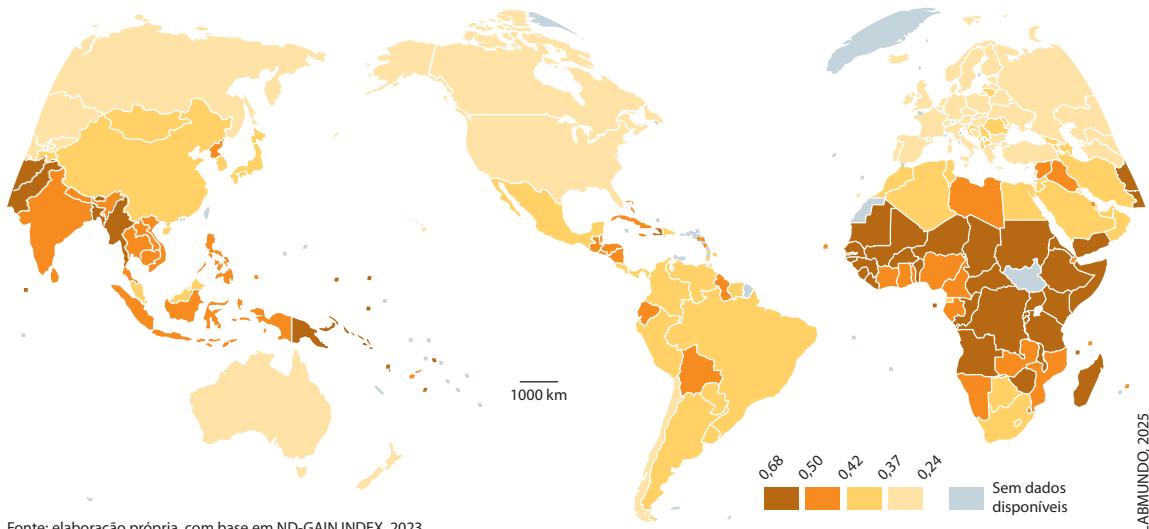 1000 km
0,68
0,50
0,42
0,37
0,24
Sem dados
disponíveis
LABMUNDO, 2025
Fonte: elaboração própria, com base em ND-GAIN INDEX, 2023